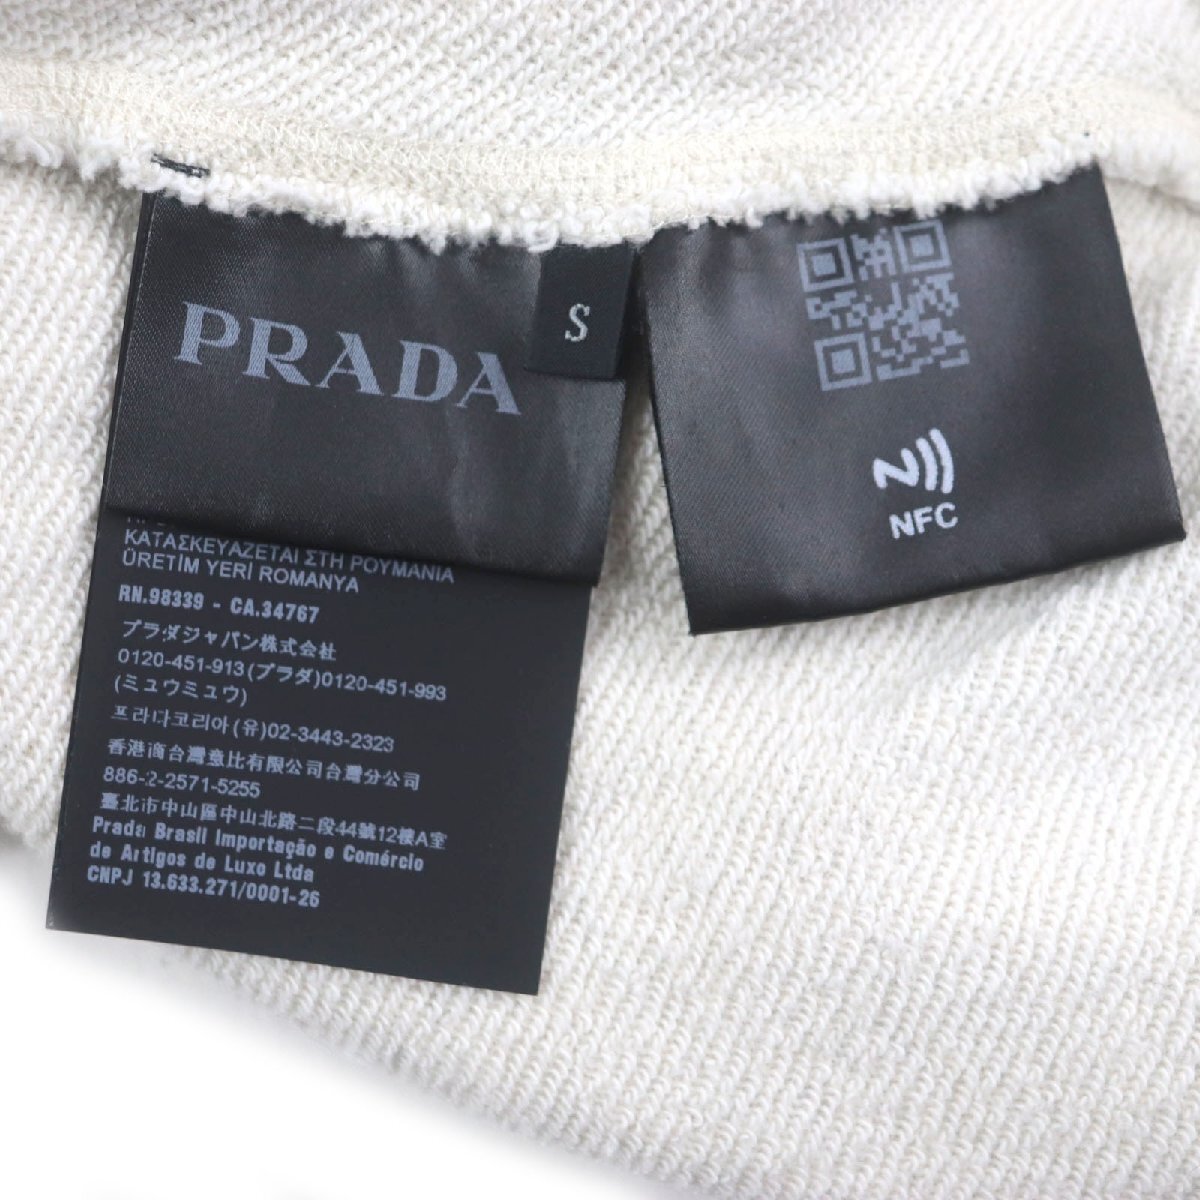 PRADA
S
NFC
ΚΑΤΑΣΚΕΥΑΖΕΤΑΙ ΣΤΗ ΡΟΥΜΑΝΙΑ
ÜRETİM YERİ ROMANYA
RN.98339 - CA.34767
プラダジャパン株式会社
0120-451-913(プラダ)0120-451-993
(ミュウミュウ)
프라다코리아(유)02-3443-2323
香港商台灣壹比有限公司台灣分公司
886-2-2571-5255
臺北市中山區中山北路二段44號12樓A室
Prada Brasil Importação e Comércio
de Artigos de Luxo Ltda
CNPJ 13.633.271/0001-26